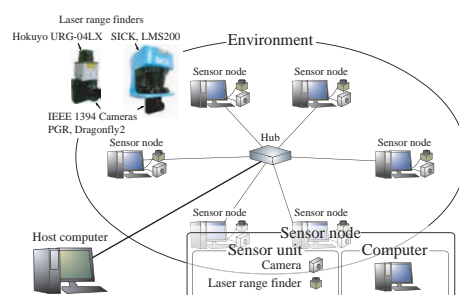 Laser range finders
Hokuyo URG-04LX SICK, LMS200
Environment
Sensor node Sensor node
IEEE 1394 Cameras
PGR, Dragonfly2
Hub
Sensor node Sensor node
Sensor node Sensor node
Sensor node
Host computer
Sensor unit Computer
Camera
Laser range finder